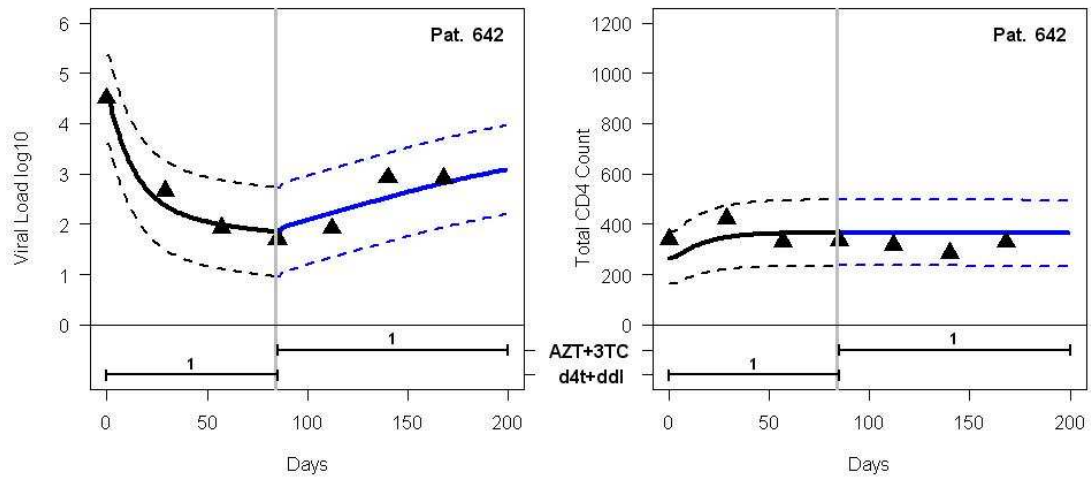 Pat. 642
Viral Load log10
6
5
4
3
2
1
0
1
1
0 50 100 150 200
Days
AZT+3TC
d4t+ddI
Pat. 642
Total CD4 Count
1200
1000
800
600
400
200
0
1
1
0 50 100 150 200
Days